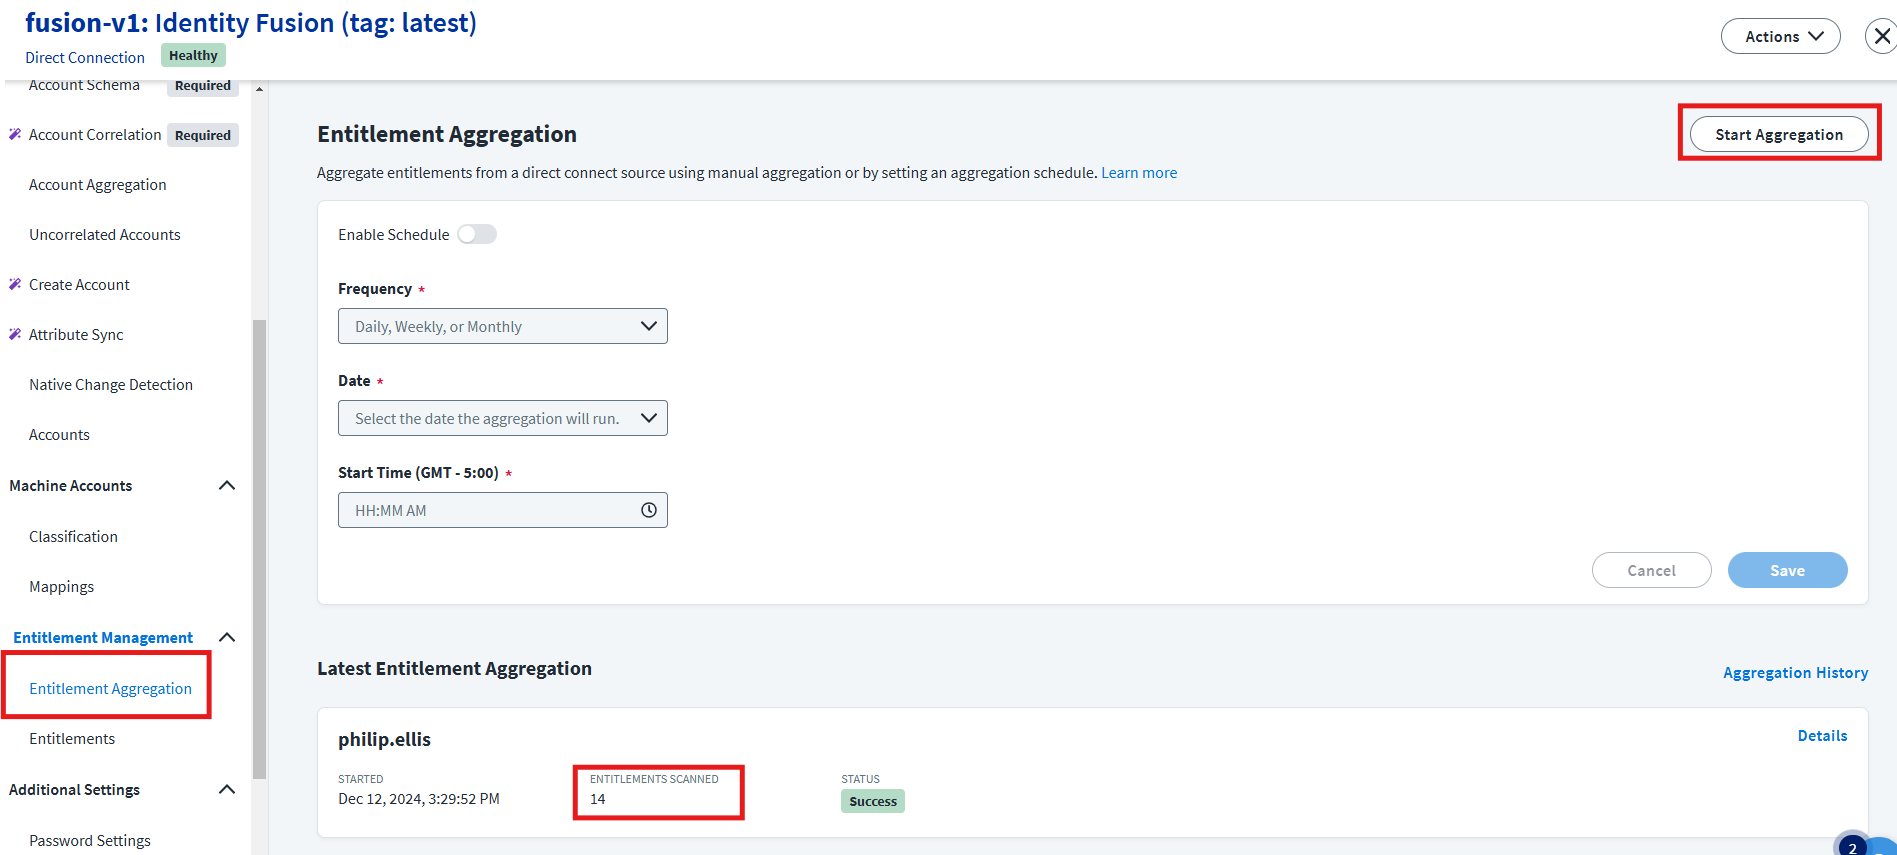 fusion-v1: Identity Fusion (tag: latest)
Direct Connection Healthy
Actions
Account Schema Required
Account Correlation Required
Account Aggregation
Uncorrelated Accounts
Create Account
Attribute Sync
Native Change Detection
Accounts
Machine Accounts
Classification
Mappings
Entitlement Management
Entitlement Aggregation
Entitlements
Additional Settings
Password Settings
Entitlement Aggregation
Start Aggregation
Aggregate entitlements from a direct connect source using manual aggregation or by setting an aggregation schedule. Learn more
Enable Schedule
Frequency *
Daily, Weekly, or Monthly
Date *
Select the date the aggregation will run.
Start Time (GMT - 5:00) *
HH:MM AM
Cancel Save
Latest Entitlement Aggregation
Aggregation History
philip.ellis
Details
STARTED
Dec 12, 2024, 3:29:52 PM
ENTITLEMENTS SCANNED
14
STATUS
Success
2